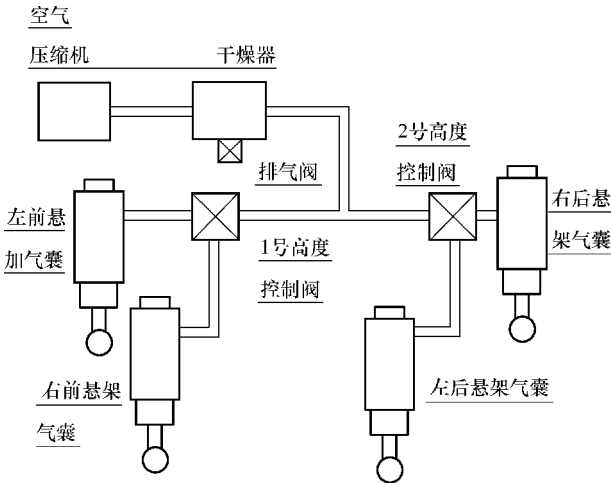 空气
压缩机
干燥器
2号高度
控制阀
排气阀
左前悬
加气囊
右后悬
架气囊
1号高度
控制阀
右前悬架
气囊
左后悬架气囊